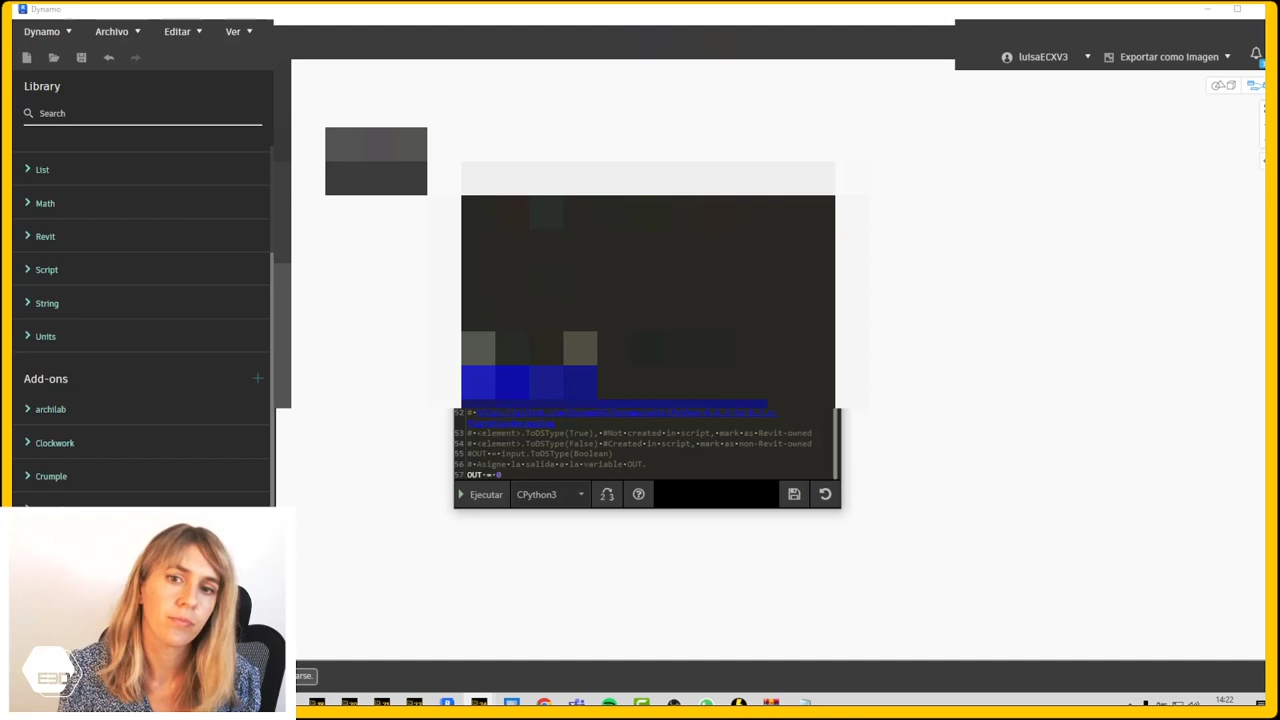 Dynamo
Dynamo Archivo Editar Ver
luisaECXV3 Exportar como Imagen
Library
Search
List
Math
Revit
Script
String
Units
Add-ons
archilab
Clockwork
Crumple
52 #
53 # <element>.ToDSType(True), #Not created in script, mark as Revit-owned
54 # <element>.ToDSType(False) #Created in script, mark as non-Revit-owned
55 #OUT = input.ToDSType(Boolean)
56 # Asigne la salida a la variable OUT.
57 OUT = 0
Ejecutar CPython3
arse.
14:22